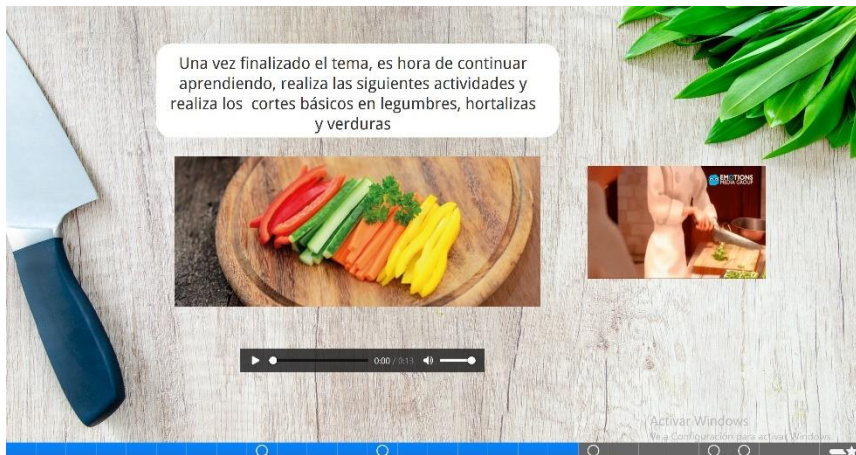 Una vez finalizado el tema, es hora de continuar
aprendiendo, realiza las siguientes actividades y
realiza los cortes básicos en legumbres, hortalizas
y verduras
EMOTIONS
MEDIA GROUP
0:00 / 0:13
Activar Windows
Ve a Configuración para activar Windows.